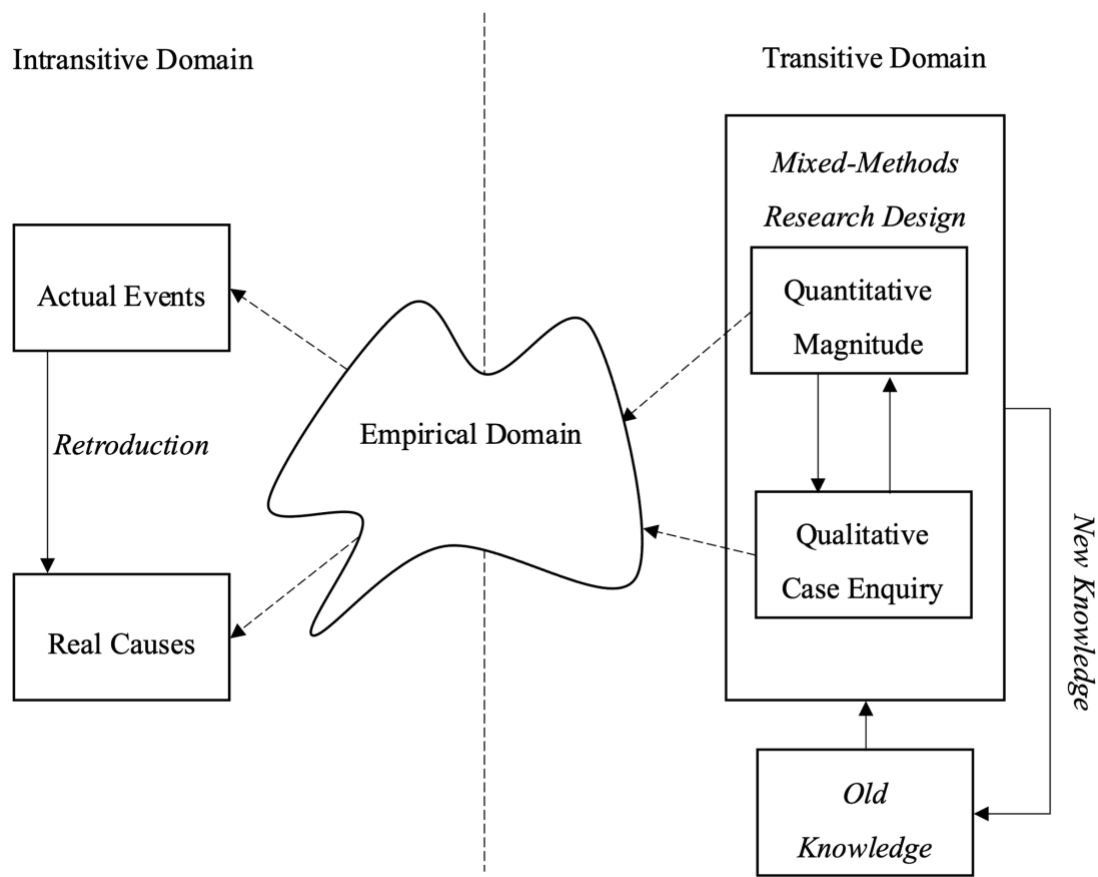 Intransitive Domain
Transitive Domain
Mixed-Methods
Research Design
Actual Events
Quantitative
Magnitude
Retroduction
Empirical Domain
Qualitative
Case Enquiry
New Knowledge
Real Causes
Old
Knowledge